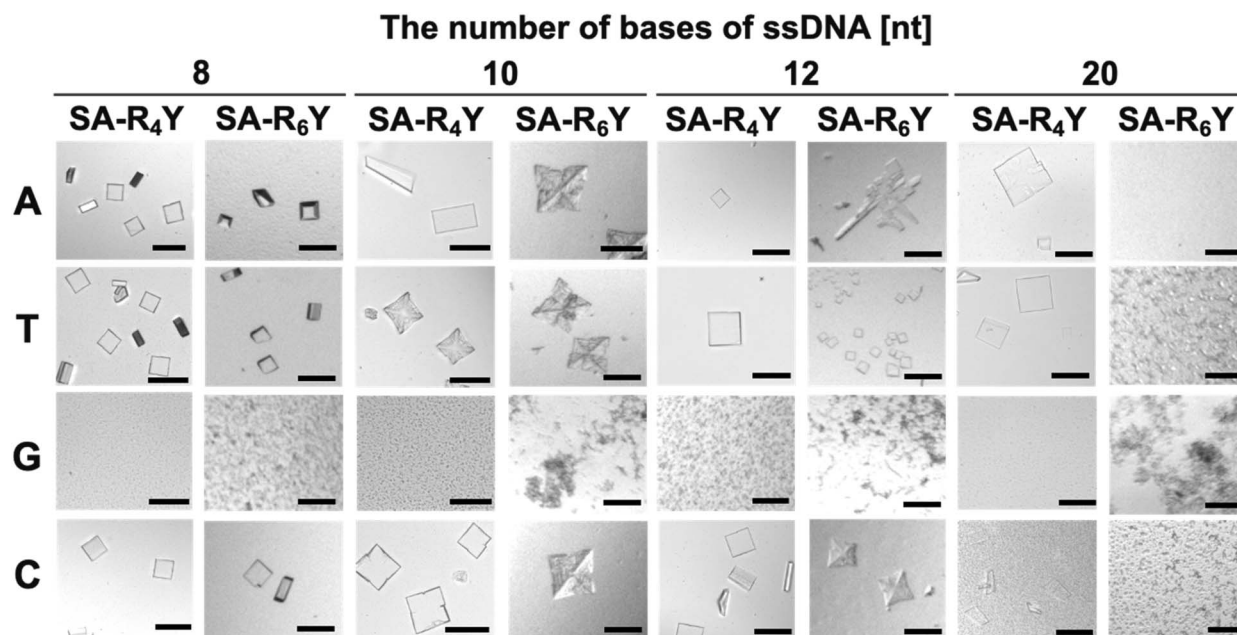 The number of bases of ssDNA [nt]
8 10 12 20
SA-R₄Y SA-R₆Y SA-R₄Y SA-R₆Y SA-R₄Y SA-R₆Y SA-R₄Y SA-R₆Y
A
T
G
C